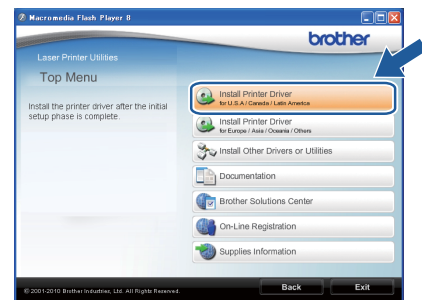 Macromedia Flash Player 8
brother
Laser Printer Utilities
Top Menu
Install the printer driver after the initial
setup phase is complete.
Install Printer Driver
for U.S.A / Canada / Latin America
Install Printer Driver
for Europe / Asia / Oceania / Others
Install Other Drivers or Utilities
Documentation
Brother Solutions Center
On-Line Registration
Supplies Information
© 2001-2010 Brother Industries, Ltd. All Rights Reserved.
Back
Exit